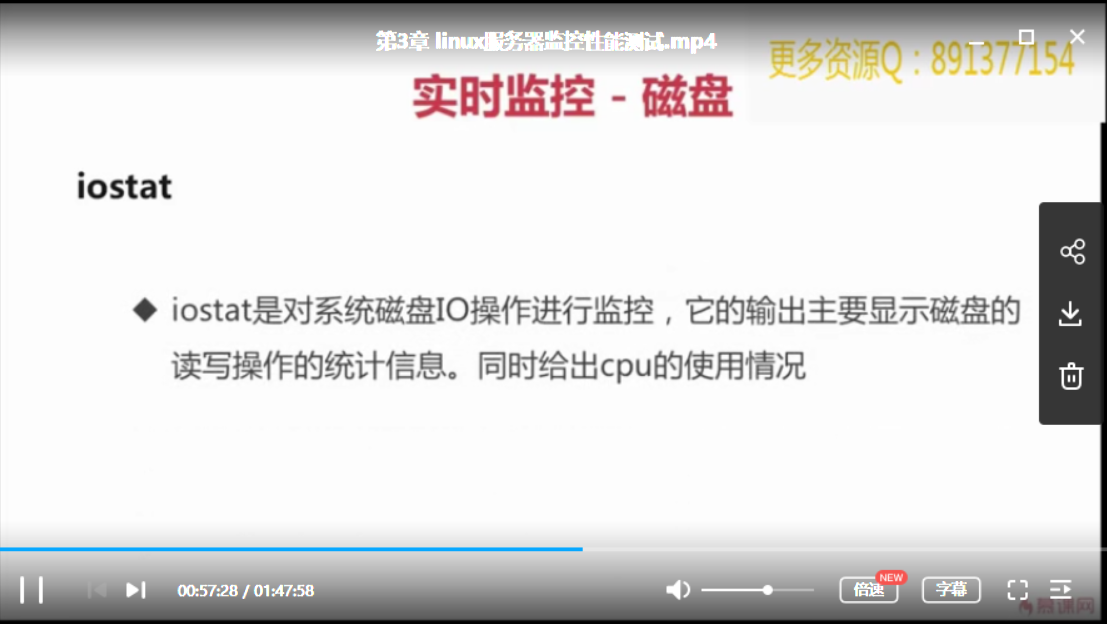 第3章 linux服务器监控性能测试.mp4
更多资源Q：891377154
实时监控 - 磁盘
iostat
◆ iostat是对系统磁盘IO操作进行监控，它的输出主要显示磁盘的
读写操作的统计信息。同时给出cpu的使用情况
00:57:28 / 01:47:58
倍速
NEW
字幕
慕课网